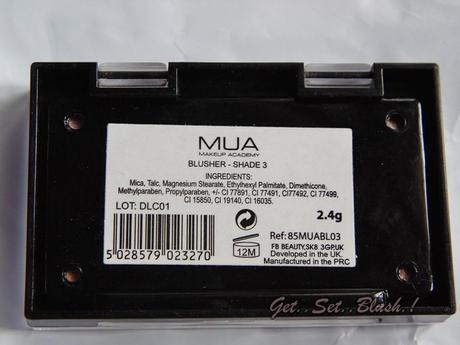 MUA
MAKEUP ACADEMY
BLUSHER - SHADE 3
INGREDIENTS:
Mica, Talc, Magnesium Stearate, Ethylhexyl Palmitate, Dimethicone,
Methylparaben, Propylparaben, +/- CI 77891, CI 77491, CI77492, CI 77499,
CI 15850, CI 19140, CI 16035.
LOT: DLC01
2.4g
5 028579 023270
12M
Ref: 85MUABL03
FB BEAUTY,SK8 3GP,UK
Developed in the UK.
Manufactured in the PRC
Get..Set..Blush.!